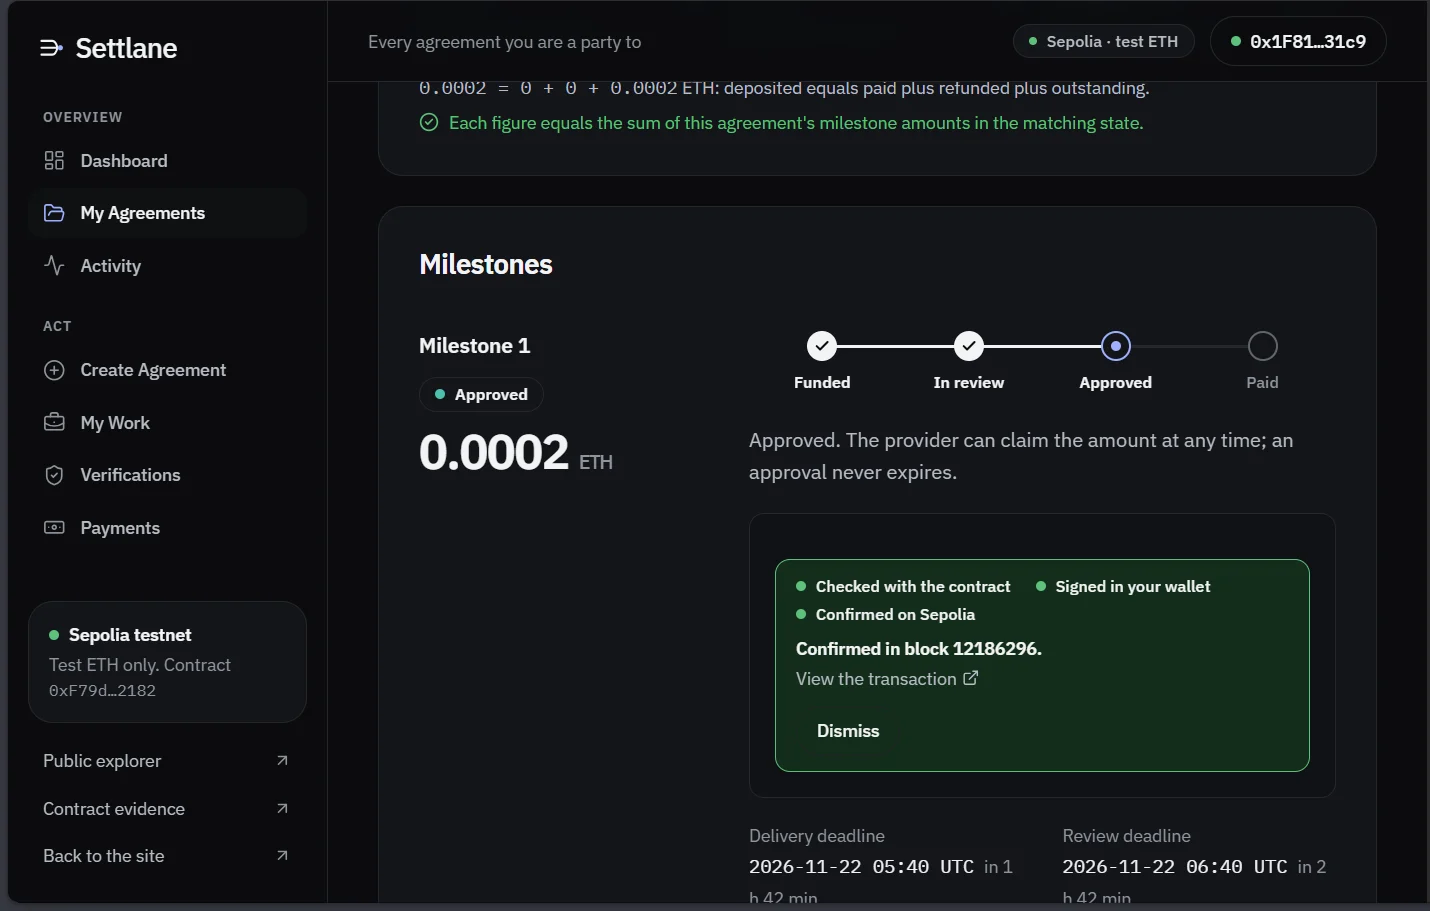 Settlane
OVERVIEW
Dashboard
My Agreements
Activity
ACT
Create Agreement
My Work
Verifications
Payments
Sepolia testnet
Test ETH only. Contract
0xF79d…2182
Public explorer
Contract evidence
Back to the site
Every agreement you are a party to
Sepolia · test ETH
0x1F81…31c9
0.0002 = 0 + 0 + 0.0002 ETH: deposited equals paid plus refunded plus outstanding.
Each figure equals the sum of this agreement's milestone amounts in the matching state.
Milestones
Milestone 1
Approved
0.0002 ETH
Funded
In review
Approved
Paid
Approved. The provider can claim the amount at any time; an
approval never expires.
Checked with the contract
Signed in your wallet
Confirmed on Sepolia
Confirmed in block 12186296.
View the transaction
Dismiss
Delivery deadline
2026-11-22 05:40 UTC in 1
h 42 min
Review deadline
2026-11-22 06:40 UTC in 2
h 42 min